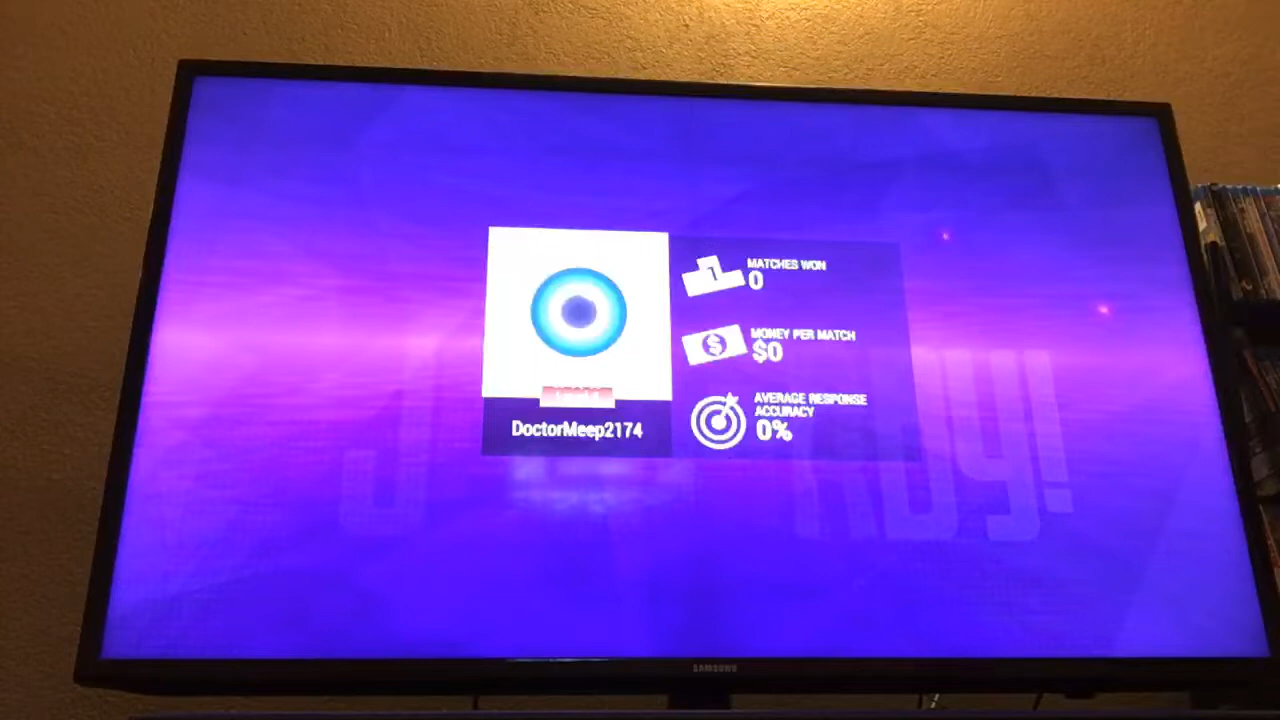 MATCHES WON
0
MONEY PER MATCH
$0
AVERAGE RESPONSE
ACCURACY
0%
DoctorMeep2174
SAMSUNG